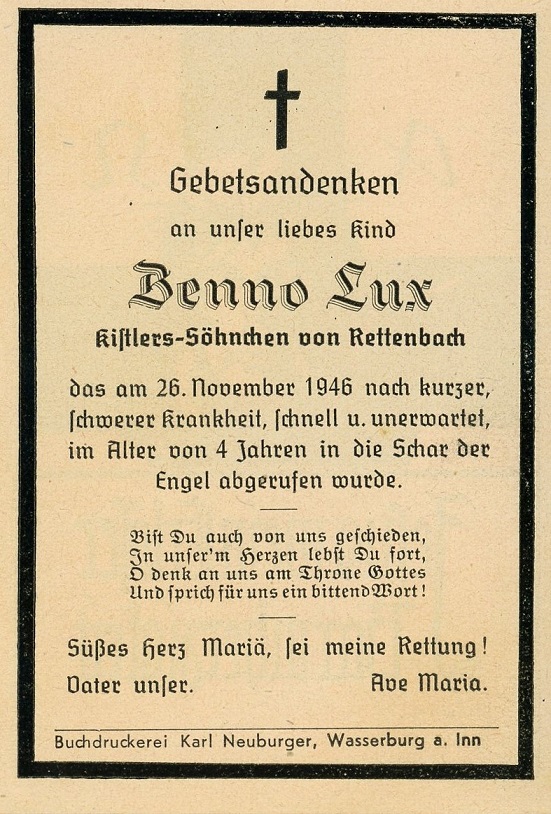 Gebetsandenken
an unser liebes Kind
Benno Lux
Kistlers-Söhnchen von Rettenbach
das am 26. November 1946 nach kurzer,
schwerer Krankheit, schnell u. unerwartet,
im Alter von 4 Jahren in die Schar der
Engel abgerufen wurde.
Bist Du auch von uns geschieden,
In unser'm Herzen lebst Du fort,
O denk an uns am Throne Gottes
Und sprich für uns ein bittend Wort!
Süßes Herz Mariä, sei meine Rettung!
Vater unser. Ave Maria.
Buchdruckerei Karl Neuburger, Wasserburg a. Inn